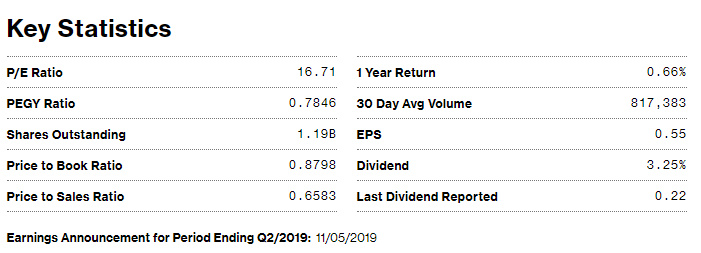 Key Statistics
P/E Ratio 16.71 1 Year Return 0.66%
PEGY Ratio 0.7846 30 Day Avg Volume 817,383
Shares Outstanding 1.19B EPS 0.55
Price to Book Ratio 0.8798 Dividend 3.25%
Price to Sales Ratio 0.6583 Last Dividend Reported 0.22
Earnings Announcement for Period Ending Q2/2019: 11/05/2019